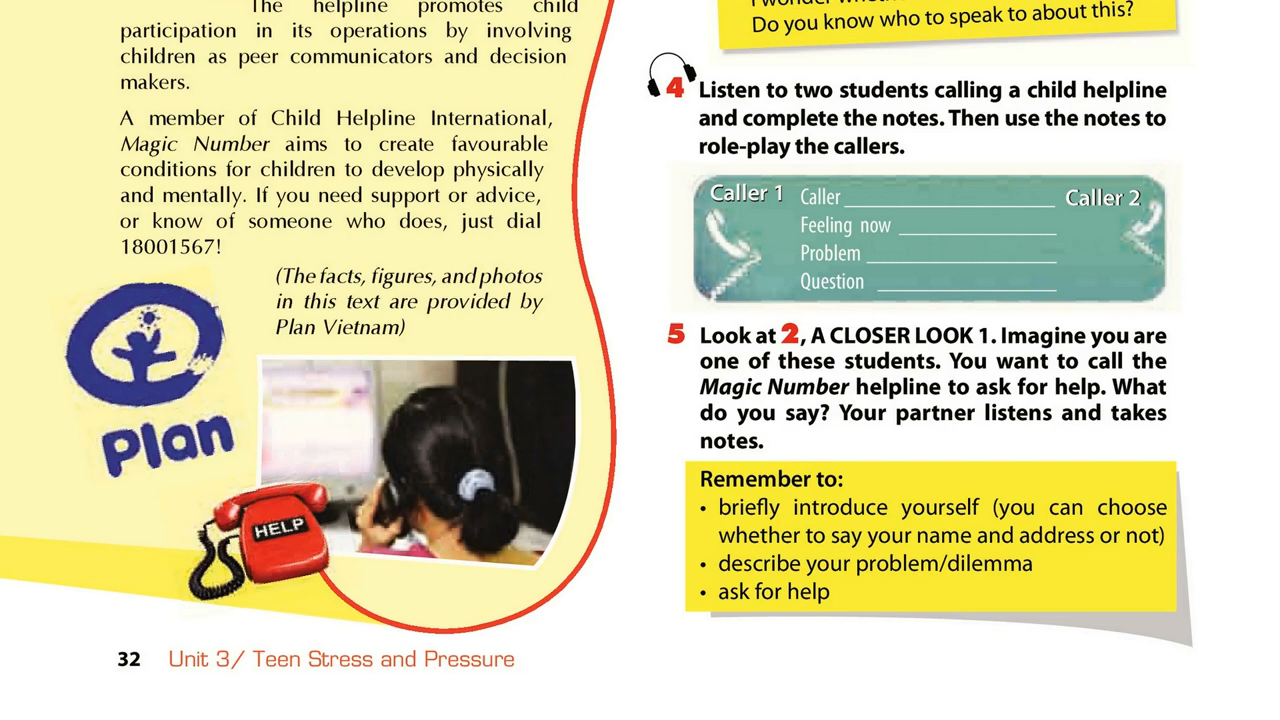 The helpline promotes child
participation in its operations by involving
children as peer communicators and decision
makers.
A member of Child Helpline International,
Magic Number aims to create favourable
conditions for children to develop physically
and mentally. If you need support or advice,
or know of someone who does, just dial
18001567!
(The facts, figures, and photos
in this text are provided by
Plan Vietnam)
Plan
HELP
32 Unit 3/ Teen Stress and Pressure
Do you know who to speak to about this?
4 Listen to two students calling a child helpline
and complete the notes. Then use the notes to
role-play the callers.
Caller 1
Caller
Feeling now
Problem
Question
Caller 2
5 Look at 2, A CLOSER LOOK 1. Imagine you are
one of these students. You want to call the
Magic Number helpline to ask for help. What
do you say? Your partner listens and takes
notes.
Remember to:
• briefly introduce yourself (you can choose
whether to say your name and address or not)
• describe your problem/dilemma
• ask for help